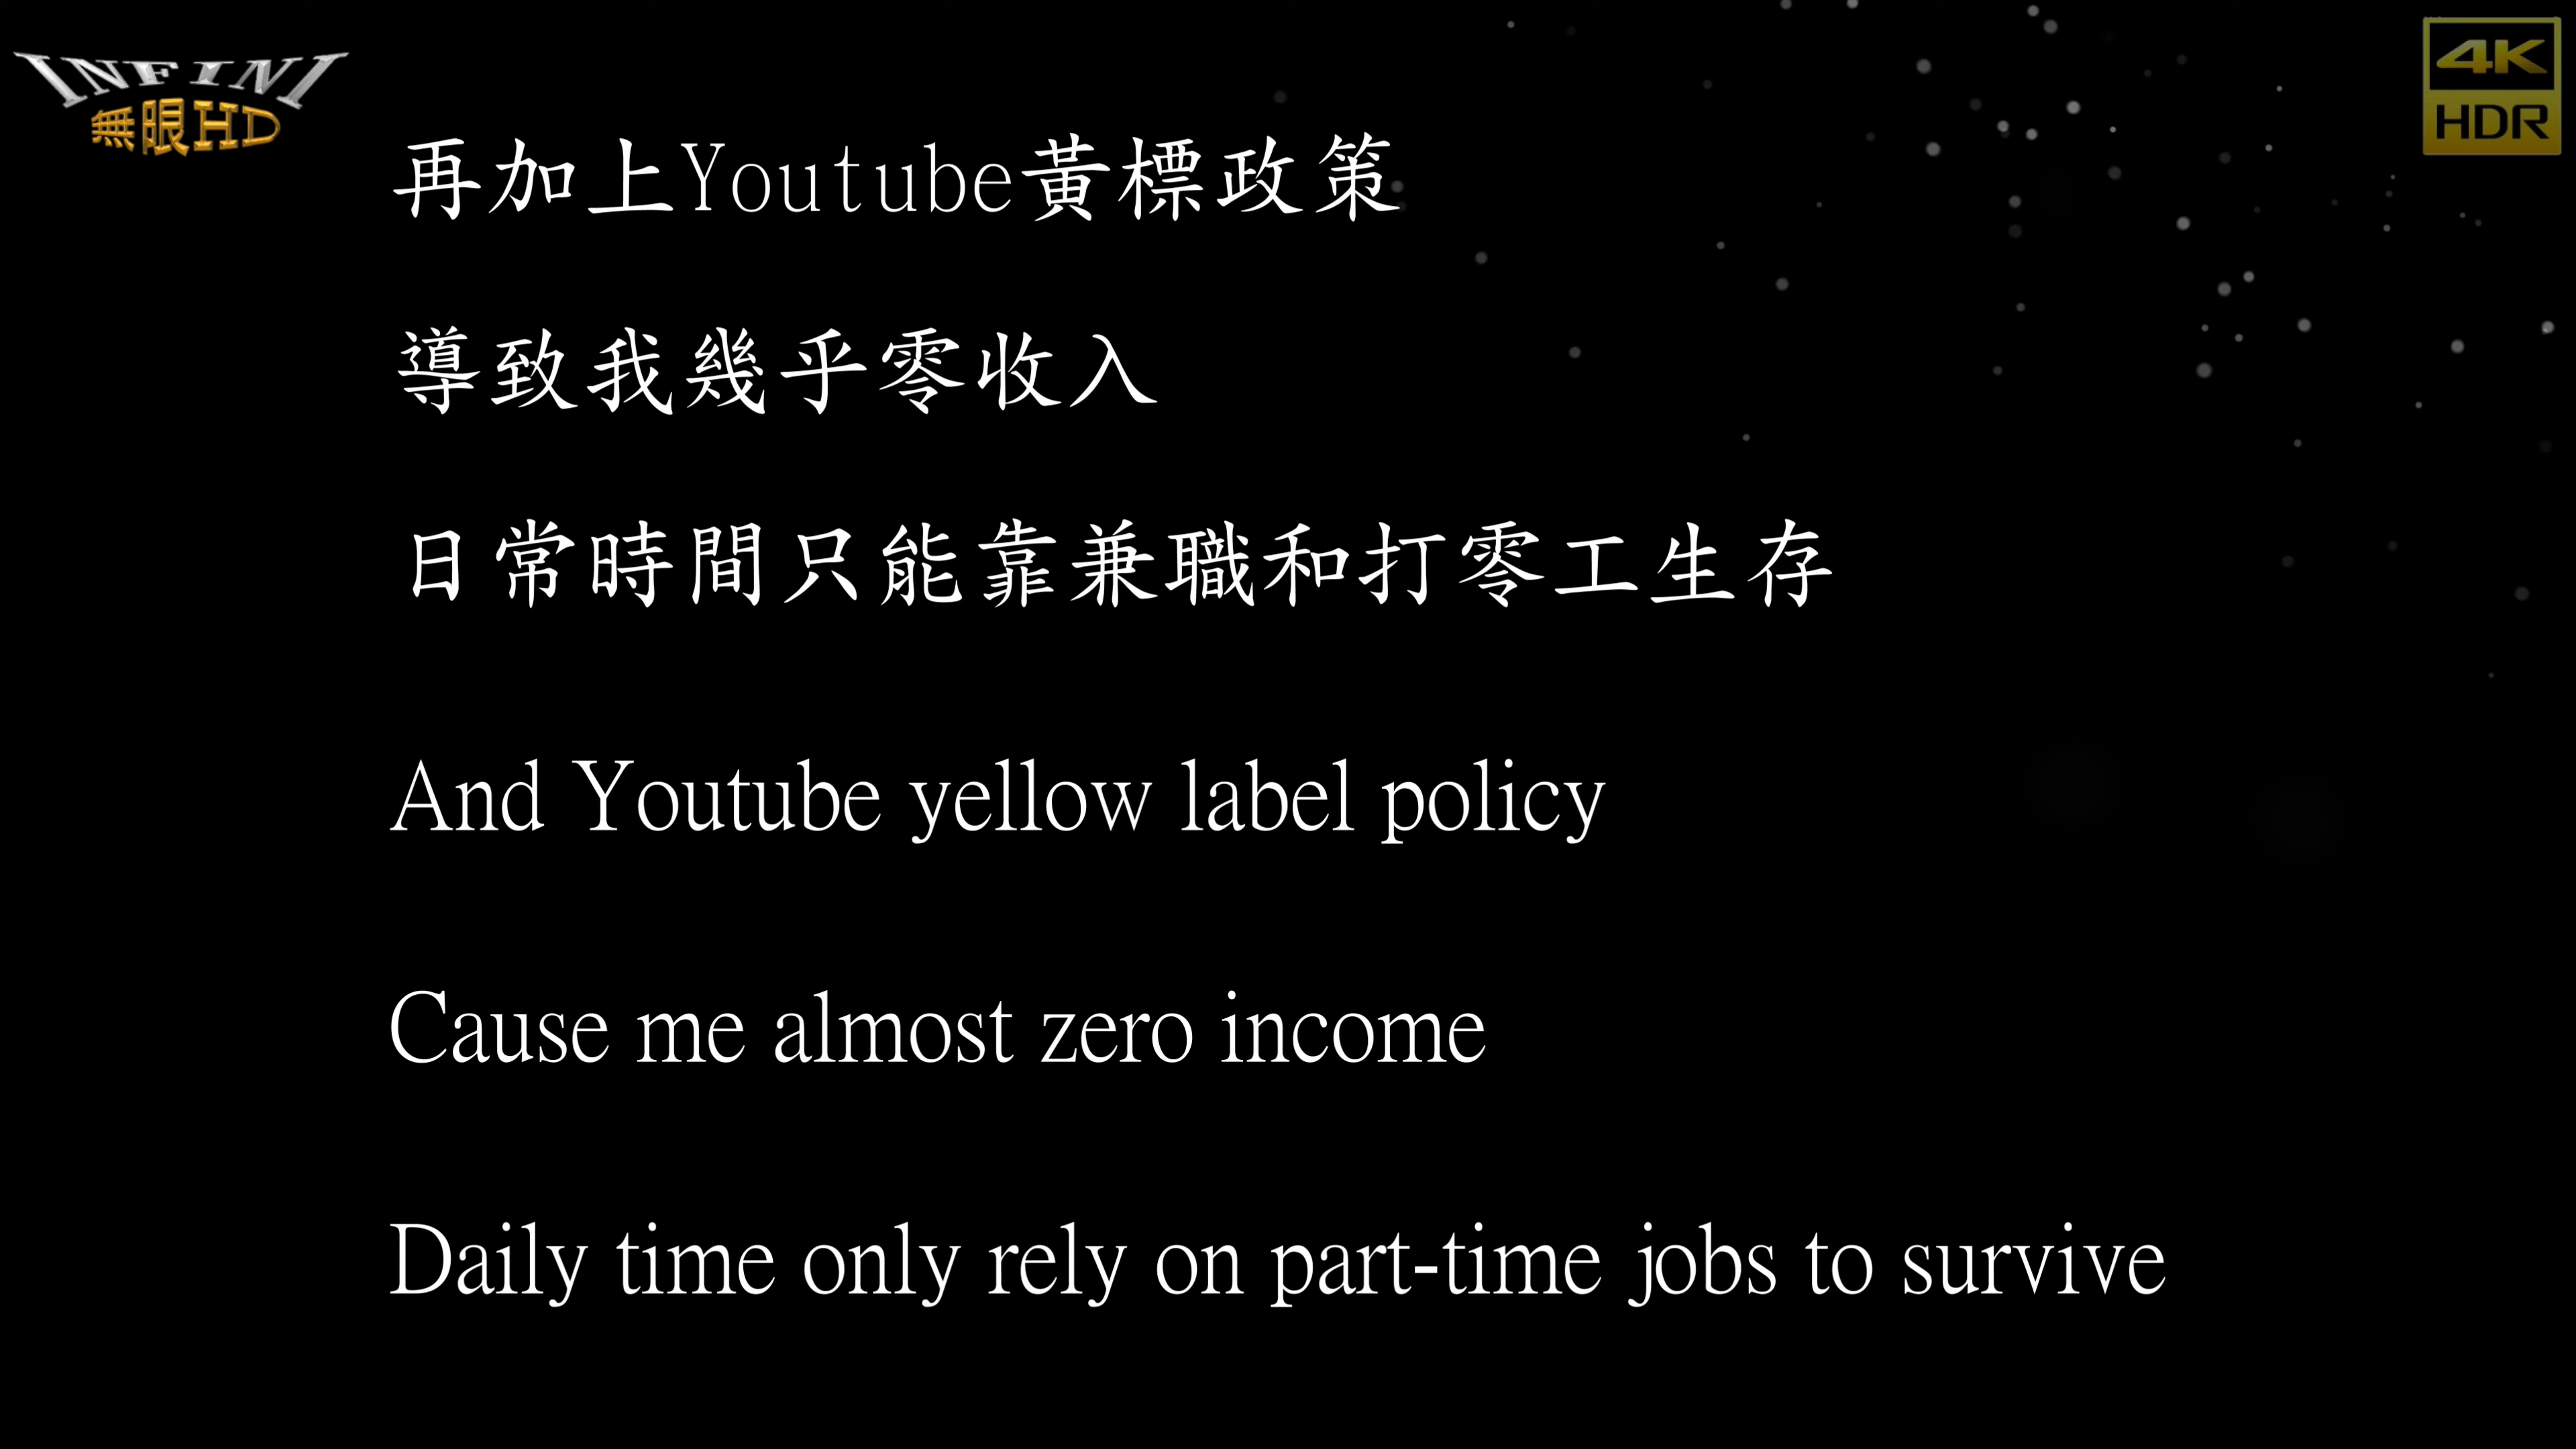 INFINI
無限HD
4K
HDR
再加上Youtube黃標政策
導致我幾乎零收入
日常時間只能靠兼職和打零工生存
And Youtube yellow label policy
Cause me almost zero income
Daily time only rely on part-time jobs to survive